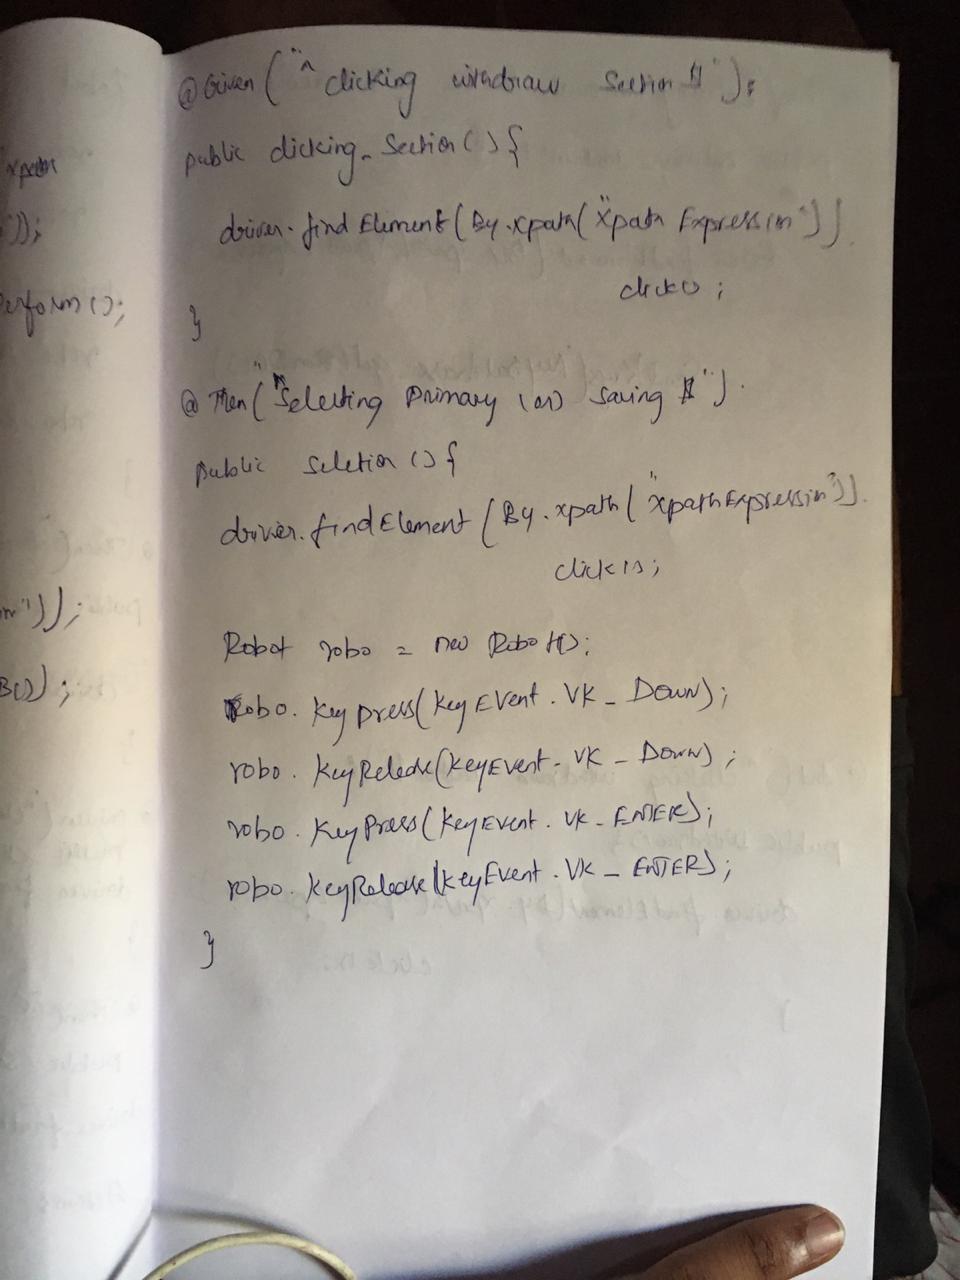 xpath
"));
erform();
m"));
B());
@Given ("^ clicking withdraw Section $");
public clicking_Section () {
driver.findElement(By.xpath("xpath Expression")).
click();
}
@Then("^Selecting primary (or) Saving $")
public seletion () {
driver.findElement(By.xpath("xpathExpression")).
click();
Robot robo = new Robot();
Robo.KeyPress(KeyEvent.VK_DOWN);
robo.KeyRelease(KeyEvent.VK_DOWN);
robo.KeyPress(KeyEvent.VK_ENTER);
robo.KeyRelease(KeyEvent.VK_ENTER);
}